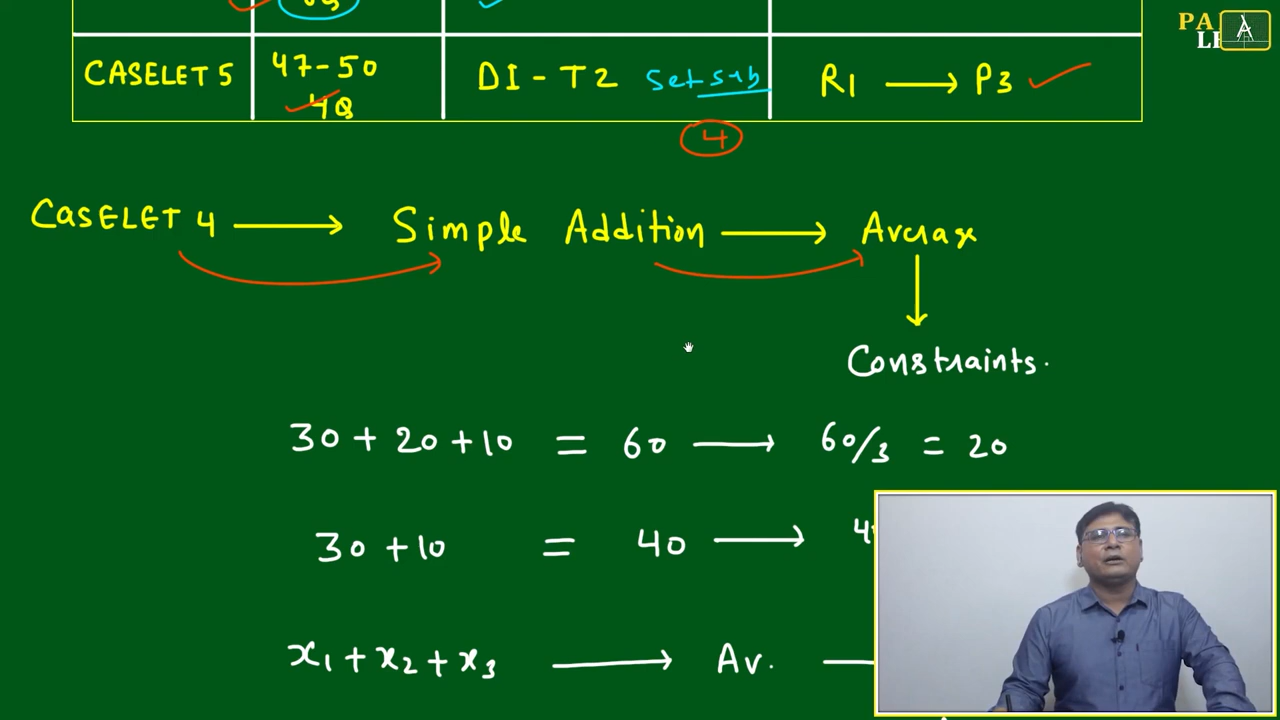 PA
CASELET 5 47-50 4Q DI - T2 Set Sub R1 → P3
4
CASELET 4 → Simple Addition → Average
Constraints.
30 + 20 + 10 = 60 → 60/3 = 20
30 + 10 = 40 →
x1 + x2 + x3 → Av.